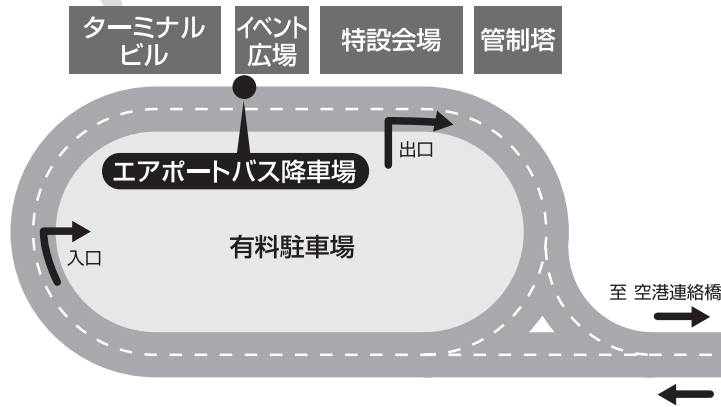 ターミナル
ビル
イベント
広場
特設会場
管制塔
エアポートバス降車場
出口
有料駐車場
入口
至 空港連絡橋